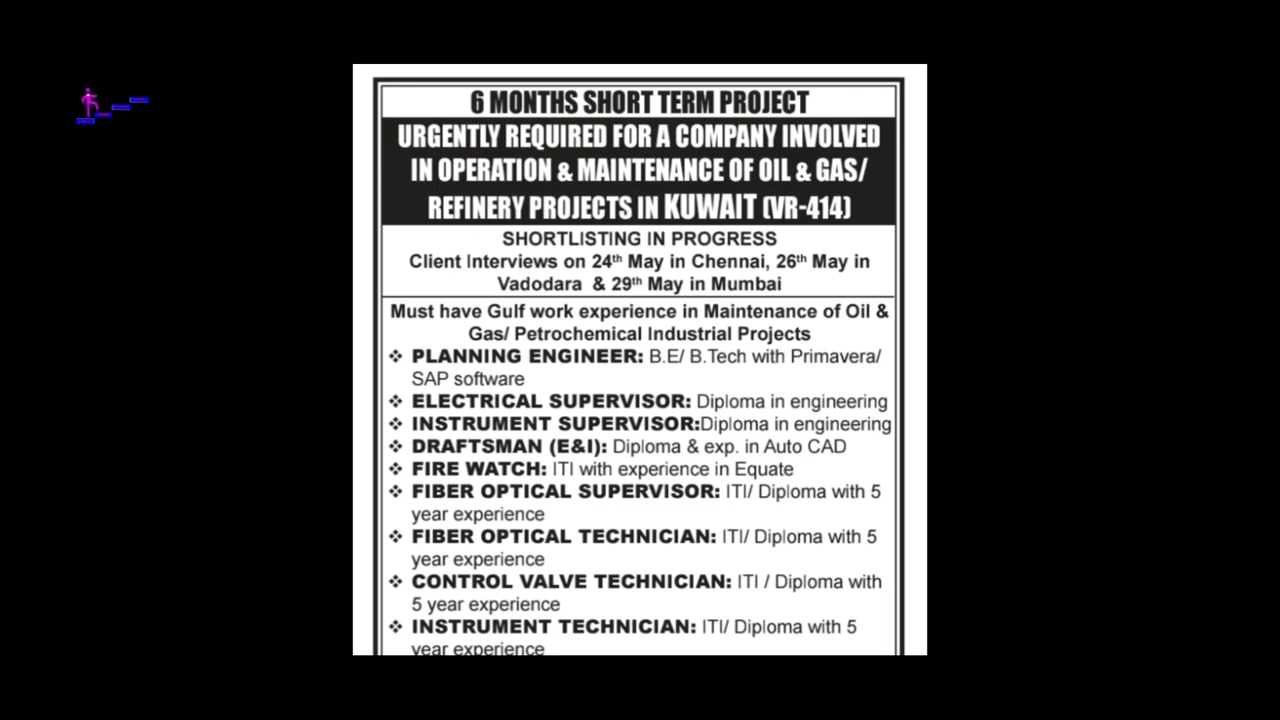 6 MONTHS SHORT TERM PROJECT
URGENTLY REQUIRED FOR A COMPANY INVOLVED
IN OPERATION & MAINTENANCE OF OIL & GAS/
REFINERY PROJECTS IN KUWAIT (VR-414)
SHORTLISTING IN PROGRESS
Client Interviews on 24th May in Chennai, 26th May in
Vadodara & 29th May in Mumbai
Must have Gulf work experience in Maintenance of Oil &
Gas/ Petrochemical Industrial Projects
❖ PLANNING ENGINEER: B.E/ B.Tech with Primavera/
SAP software
❖ ELECTRICAL SUPERVISOR: Diploma in engineering
❖ INSTRUMENT SUPERVISOR:Diploma in engineering
❖ DRAFTSMAN (E&I): Diploma & exp. in Auto CAD
❖ FIRE WATCH: ITI with experience in Equate
❖ FIBER OPTICAL SUPERVISOR: ITI/ Diploma with 5
year experience
❖ FIBER OPTICAL TECHNICIAN: ITI/ Diploma with 5
year experience
❖ CONTROL VALVE TECHNICIAN: ITI / Diploma with
5 year experience
❖ INSTRUMENT TECHNICIAN: ITI/ Diploma with 5
year experience